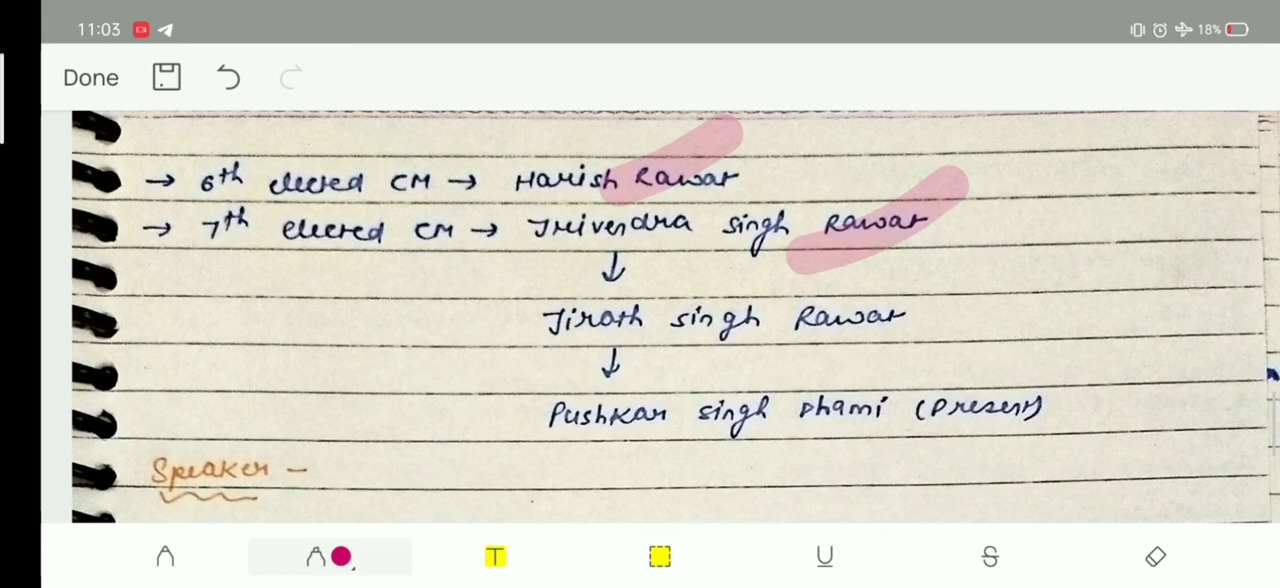 11:03
18%
Done
→ 6th elected CM → Harish Rawat
→ 7th elected CM → Trivendra singh Rawat
↓
Tirath singh Rawat
↓
Pushkar singh Dhami (Present)
Speaker -
T
U
S